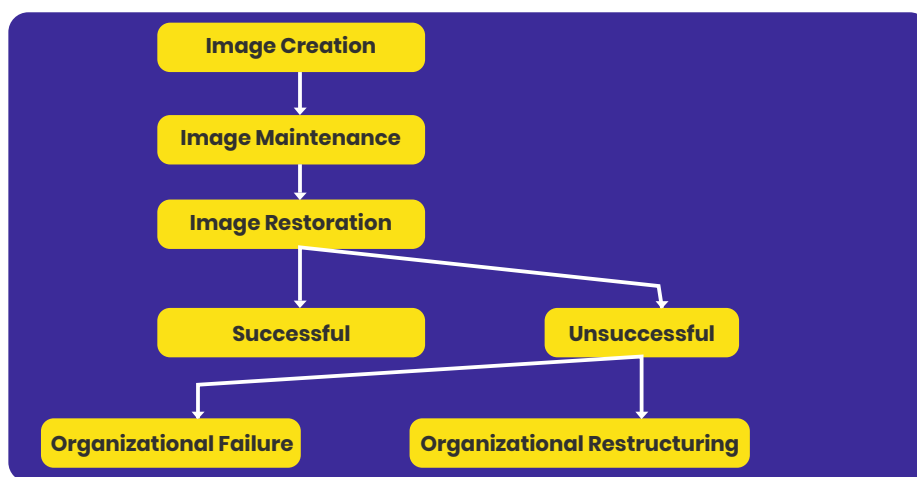 Image Creation
Image Maintenance
Image Restoration
Successful
Unsuccessful
Organizational Failure
Organizational Restructuring